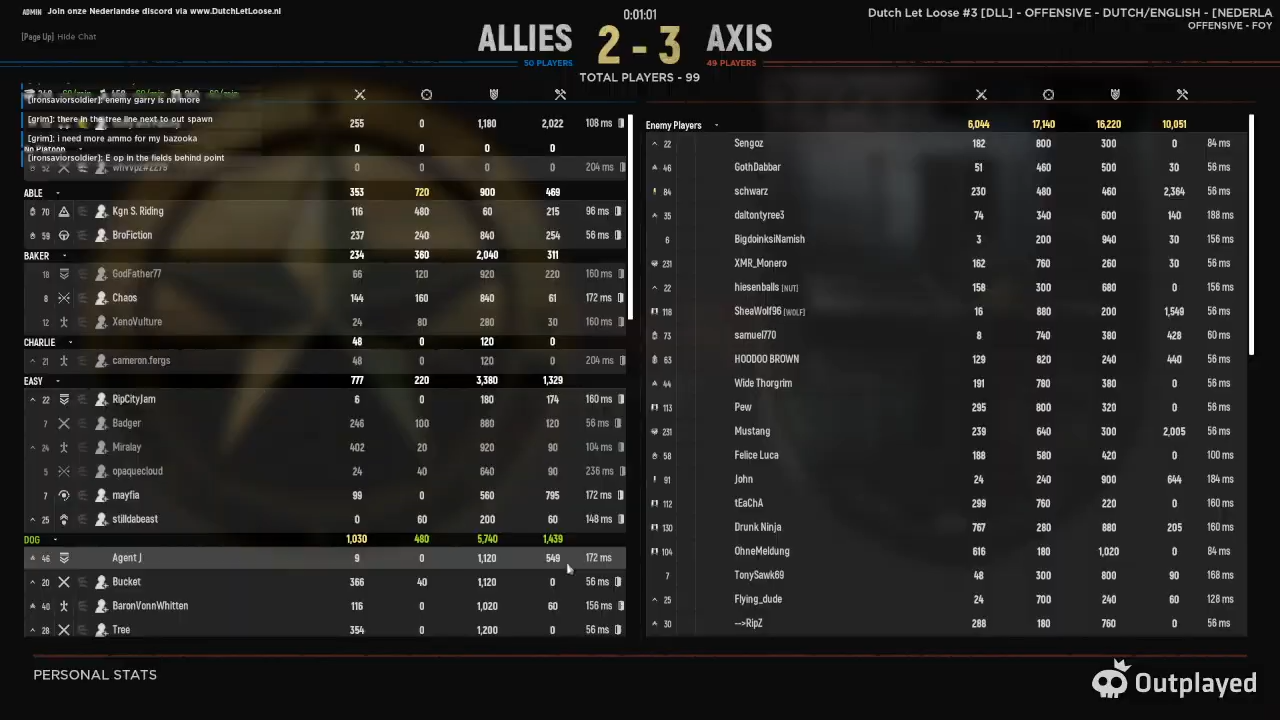 ADMIN Join onze Nederlandse discord via www.DutchLetLoose.nl
[Page Up] Hide Chat
0:01:01
ALLIES 2 - 3 AXIS
50 PLAYERS 49 PLAYERS
TOTAL PLAYERS - 99
Dutch Let Loose #3 [DLL] - OFFENSIVE - DUTCH/ENGLISH - [NEDERLA
OFFENSIVE - FOY
[ironsaviorsoldier]: enemy garry is no more
[grim]: there in the tree line next to out spawn
[grim]: i need more ammo for my bazooka
[ironsaviorsoldier]: E op in the fields behind point
255 0 1,180 2,022 108 ms
No Platoon 0 0 0 0
204 ms
ABLE 353 720 900 469
70 Kgn S. Riding 116 480 60 215 96 ms
59 BroFiction 237 240 840 254 56 ms
BAKER 234 360 2,040 311
18 GodFather77 66 120 920 220 160 ms
8 Chaos 144 160 840 61 172 ms
12 XenoVulture 24 80 280 30 160 ms
CHARLIE 48 0 120 0
21 cameron.fergs 48 0 120 0 204 ms
EASY 777 220 3,380 1,329
22 RipCityJam 6 0 180 174 160 ms
7 Badger 246 100 880 120 56 ms
24 Miralay 402 20 920 90 104 ms
5 opaquecloud 24 40 640 90 236 ms
7 mayfia 99 0 560 795 172 ms
25 stilldabeast 0 60 200 60 148 ms
DOG 1,030 480 5,740 1,439
46 Agent J 9 0 1,120 549 172 ms
20 Bucket 366 40 1,120 0 56 ms
40 BaronVonnWhitten 116 0 1,020 60 156 ms
28 Tree 354 0 1,200 0 56 ms
Enemy Players 6,044 17,140 16,220 10,051
22 Sengoz 182 800 300 0 84 ms
46 GothDabbar 51 460 500 30 56 ms
84 schwarz 230 480 460 2,364 56 ms
35 daltontyree3 74 340 600 140 188 ms
6 BigdoinksiNamish 3 200 940 30 156 ms
231 XMR_Monero 162 760 260 30 56 ms
22 hiesenballs [NUT] 158 300 680 0 156 ms
118 SheaWolf96 [WOLF] 16 880 200 1,549 56 ms
73 samuel770 8 740 380 428 60 ms
63 HOODOO BROWN 129 820 240 440 56 ms
44 Wide Thorgrim 191 780 380 0 56 ms
113 Pew 295 800 320 0 56 ms
231 Mustang 239 640 300 2,005 56 ms
58 Felice Luca 188 580 420 0 100 ms
91 John 24 240 900 644 184 ms
112 tEaChA 299 760 220 0 160 ms
130 Drunk Ninja 767 280 880 205 160 ms
104 OhneMeldung 616 180 1,020 0 84 ms
7 TonySawk69 48 300 800 90 168 ms
25 Flying_dude 24 700 240 60 128 ms
30 -->RipZ 288 180 760 0 56 ms
PERSONAL STATS
Outplayed